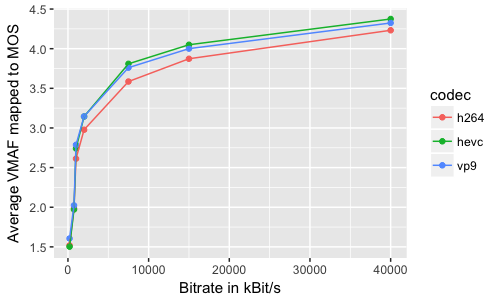 4.5
4.0
3.5
3.0
2.5
2.0
1.5
Average VMAF mapped to MOS
0
10000
20000
30000
40000
Bitrate in kBit/s
codec
h264
hevc
vp9